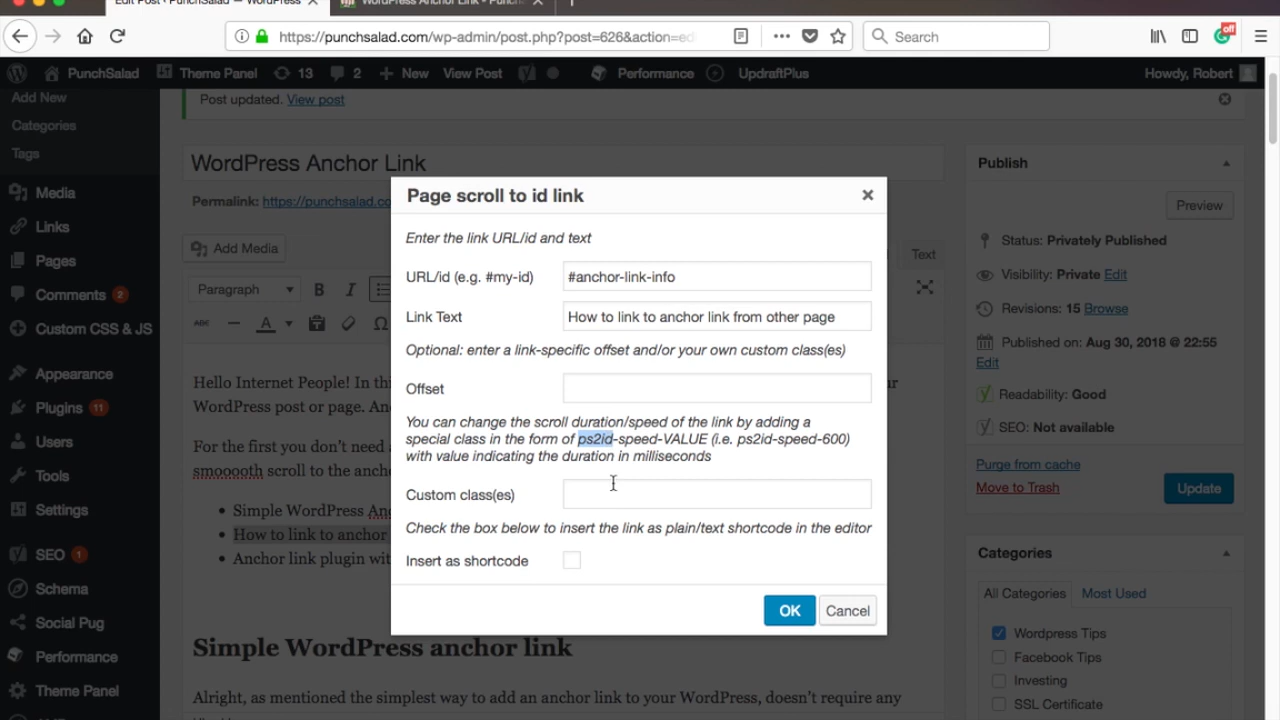 Edit Post ‹ PunchSalad — WordPress
WordPress Anchor Link - Punch
https://punchsalad.com/wp-admin/post.php?post=626&action=ed
Search
off
PunchSalad
Theme Panel
13
2
New
View Post
Performance
UpdraftPlus
Howdy, Robert
Add New
Categories
Tags
Media
Links
Pages
Comments 2
Custom CSS & JS
Appearance
Plugins 11
Users
Tools
Settings
SEO 1
Schema
Social Pug
Performance
Theme Panel
Post updated. View post
WordPress Anchor Link
Permalink: https://punchsalad.co
Add Media
Text
Paragraph
B I
ABC A Ω
Hello Internet People! In thi
ur
WordPress post or page. An
For the first you don't need
smooooth scroll to the ancho
Simple WordPress An
How to link to anchor
Anchor link plugin wit
Simple WordPress anchor link
Alright, as mentioned the simplest way to add an anchor link to your WordPress, doesn't require any
Page scroll to id link
Enter the link URL/id and text
URL/id (e.g. #my-id)
#anchor-link-info
Link Text
How to link to anchor link from other page
Optional: enter a link-specific offset and/or your own custom class(es)
Offset
You can change the scroll duration/speed of the link by adding a
special class in the form of ps2id-speed-VALUE (i.e. ps2id-speed-600)
with value indicating the duration in milliseconds
Custom class(es)
Check the box below to insert the link as plain/text shortcode in the editor
Insert as shortcode
OK
Cancel
Publish
Preview
Status: Privately Published
Visibility: Private Edit
Revisions: 15 Browse
Published on: Aug 30, 2018 @ 22:55
Edit
Readability: Good
SEO: Not available
Purge from cache
Move to Trash
Update
Categories
All Categories
Most Used
Wordpress Tips
Facebook Tips
Investing
SSL Certificate